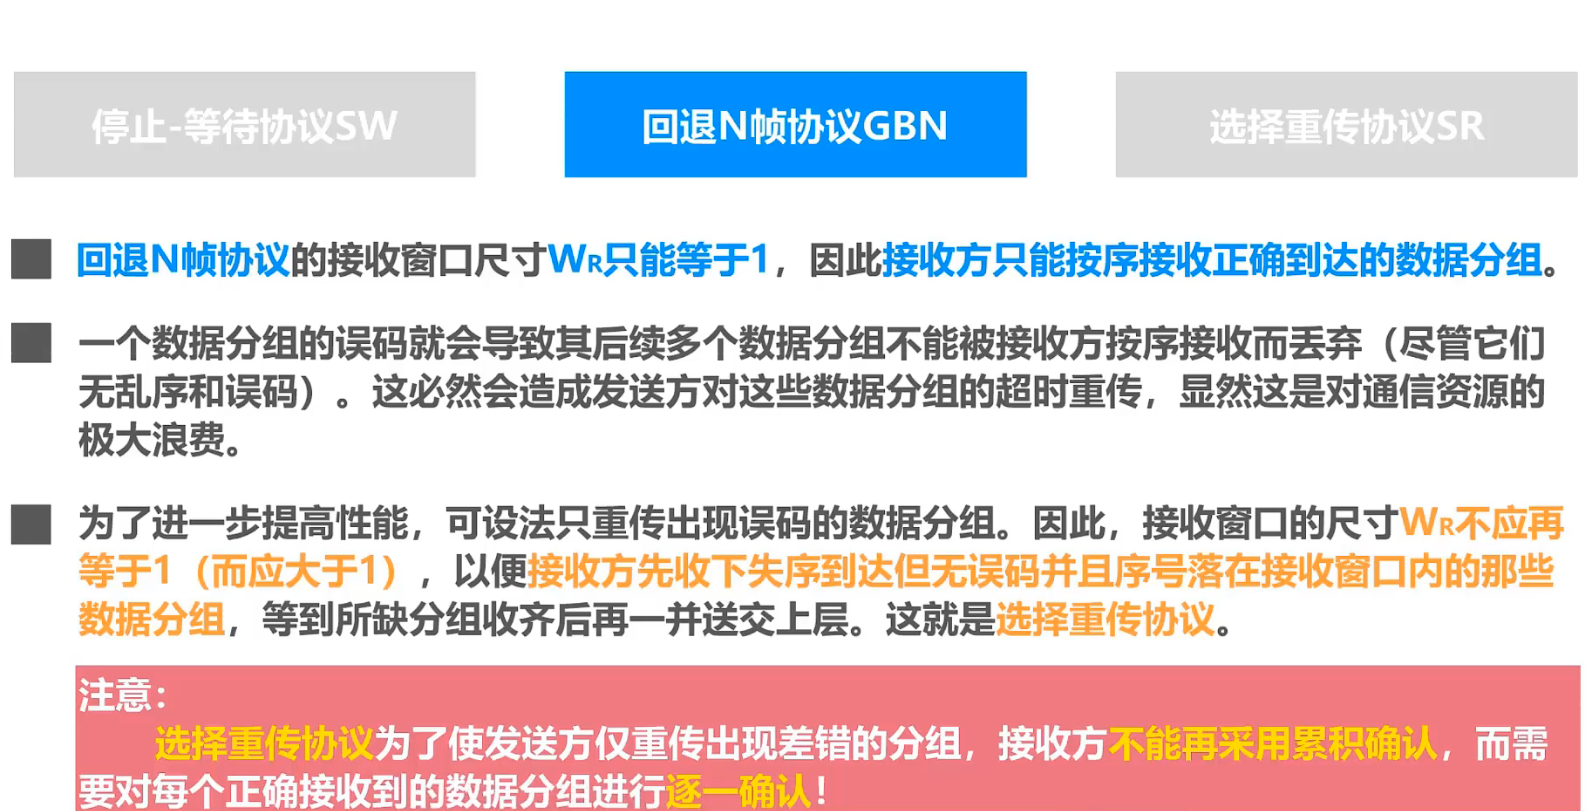 停止-等待协议SW
回退N帧协议GBN
选择重传协议SR
回退N帧协议的接收窗口尺寸WR只能等于1，因此接收方只能按序接收正确到达的数据分组。
一个数据分组的误码就会导致其后续多个数据分组不能被接收方按序接收而丢弃（尽管它们
无乱序和误码）。这必然会造成发送方对这些数据分组的超时重传，显然这是对通信资源的
极大浪费。
为了进一步提高性能，可设法只重传出现误码的数据分组。因此，接收窗口的尺寸WR不应再
等于1（而应大于1），以便接收方先收下失序到达但无误码并且序号落在接收窗口内的那些
数据分组，等到所缺分组收齐后再一并送交上层。这就是选择重传协议。
注意：
选择重传协议为了使发送方仅重传出现差错的分组，接收方不能再采用累积确认，而需
要对每个正确接收到的数据分组进行逐一确认！